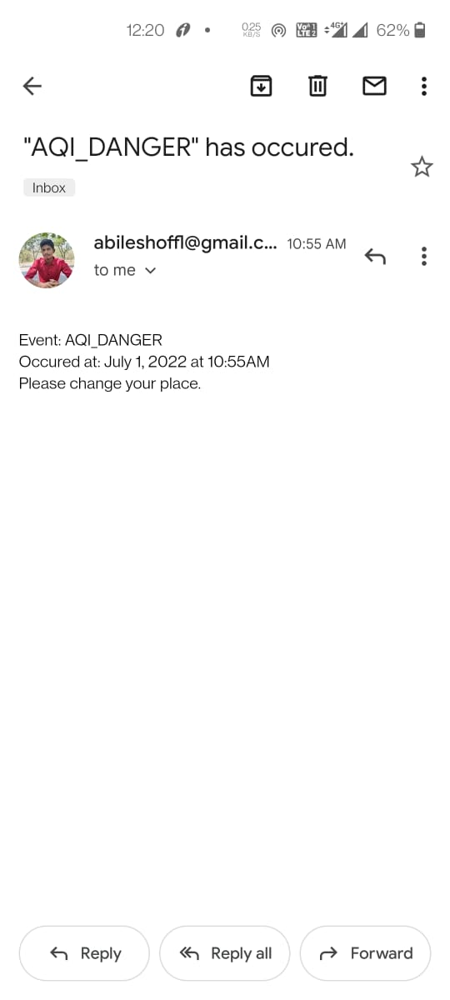 12:20
0.25
KB/S
Vo 1
LTE 2
4G+
62%
"AQI_DANGER" has occured.
Inbox
abileshoffl@gmail.c... 10:55 AM
to me
Event: AQI_DANGER
Occured at: July 1, 2022 at 10:55AM
Please change your place.
Reply
Reply all
Forward